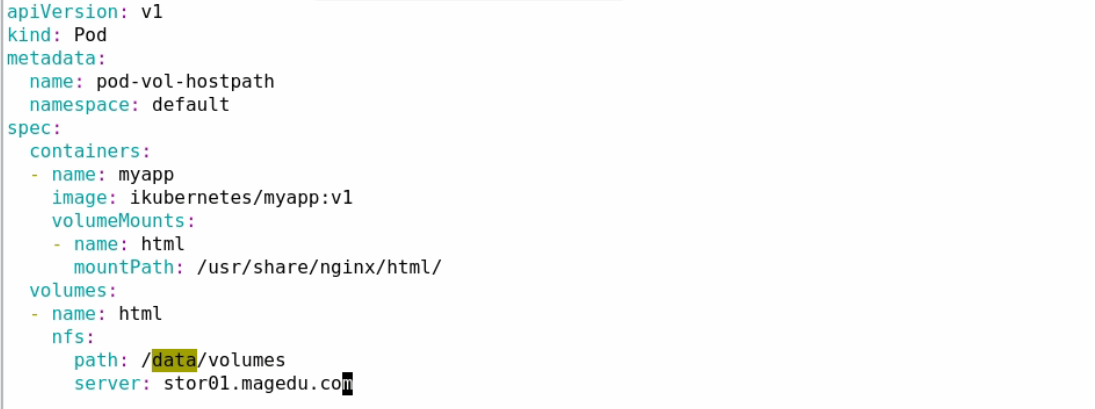 apiVersion: v1
kind: Pod
metadata:
  name: pod-vol-hostpath
  namespace: default
spec:
  containers:
  - name: myapp
    image: ikubernetes/myapp:v1
    volumeMounts:
    - name: html
      mountPath: /usr/share/nginx/html/
  volumes:
  - name: html
    nfs:
      path: /data/volumes
      server: stor01.magedu.com